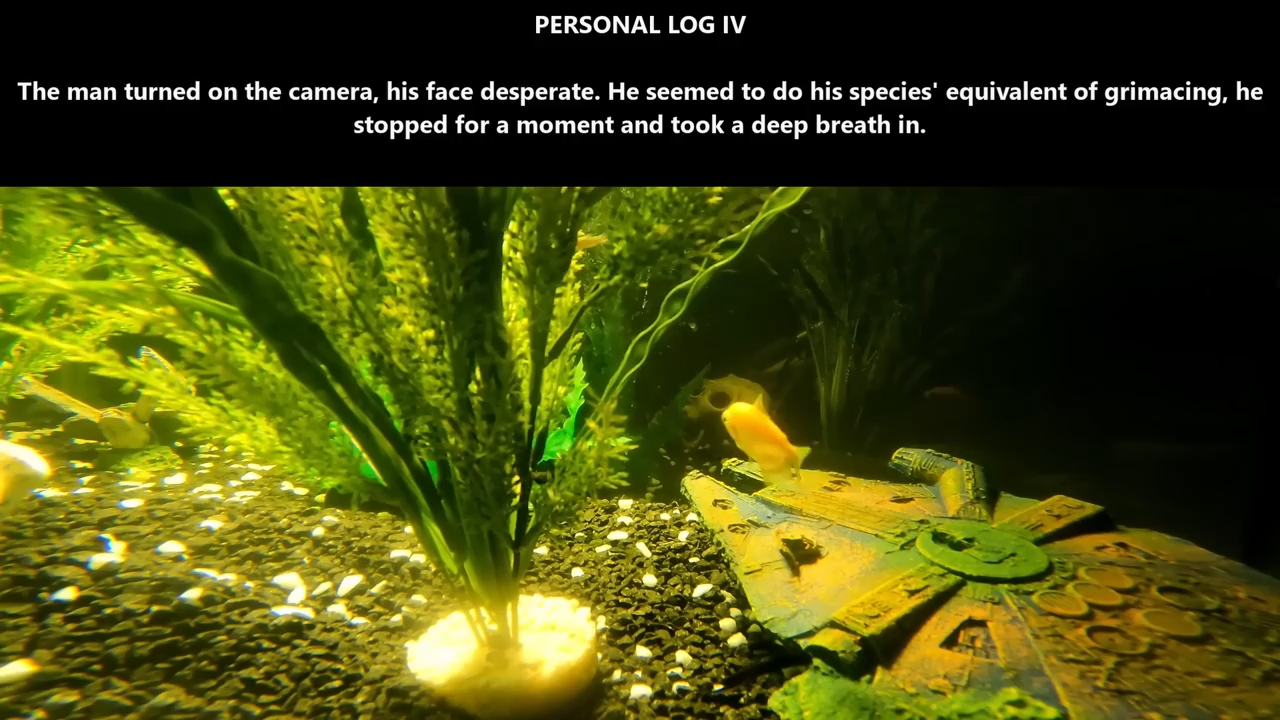 PERSONAL LOG IV
The man turned on the camera, his face desperate. He seemed to do his species' equivalent of grimacing, he
stopped for a moment and took a deep breath in.